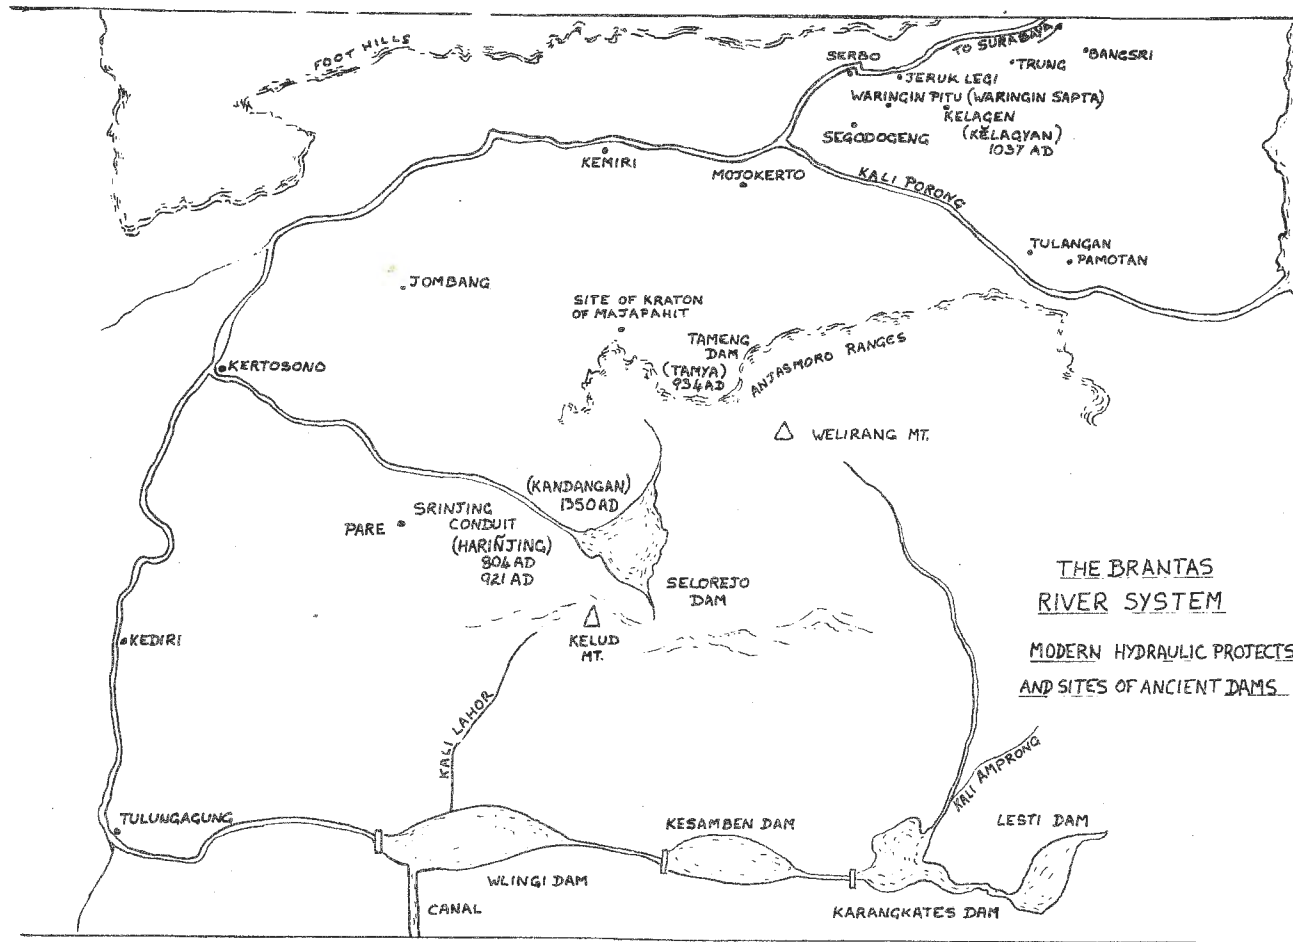 FOOT HILLS
TO SURABAYA
SERBO
BANGSRI
TRUNG
JERUK LEGI
WARINGIN PITU (WARINGIN SAPTA)
KELAGEN
(KĔLAGYAN)
1037 AD
SEGODOGENG
KEMIRI
MOJOKERTO
KALI PORONG
TULANGAN
PAMOTAN
JOMBANG
SITE OF KRATON
OF MAJAPAHIT
TAMENG
DAM
(TAMYA)
934 AD
ANJASMORO RANGES
KERTOSONO
WELIRANG MT.
(KANDANGAN)
1350 AD
PARE
SRINJING
CONDUIT
(HARIÑJING)
804 AD
921 AD
SELOREJO
DAM
THE BRANTAS
RIVER SYSTEM
KEDIRI
KELUD
MT.
MODERN HYDRAULIC PROJECTS
AND SITES OF ANCIENT DAMS
KALI LAHOR
KALI AMPRONG
TULUNGAGUNG
KESAMBEN DAM
LESTI DAM
WLINGI DAM
CANAL
KARANGKATES DAM